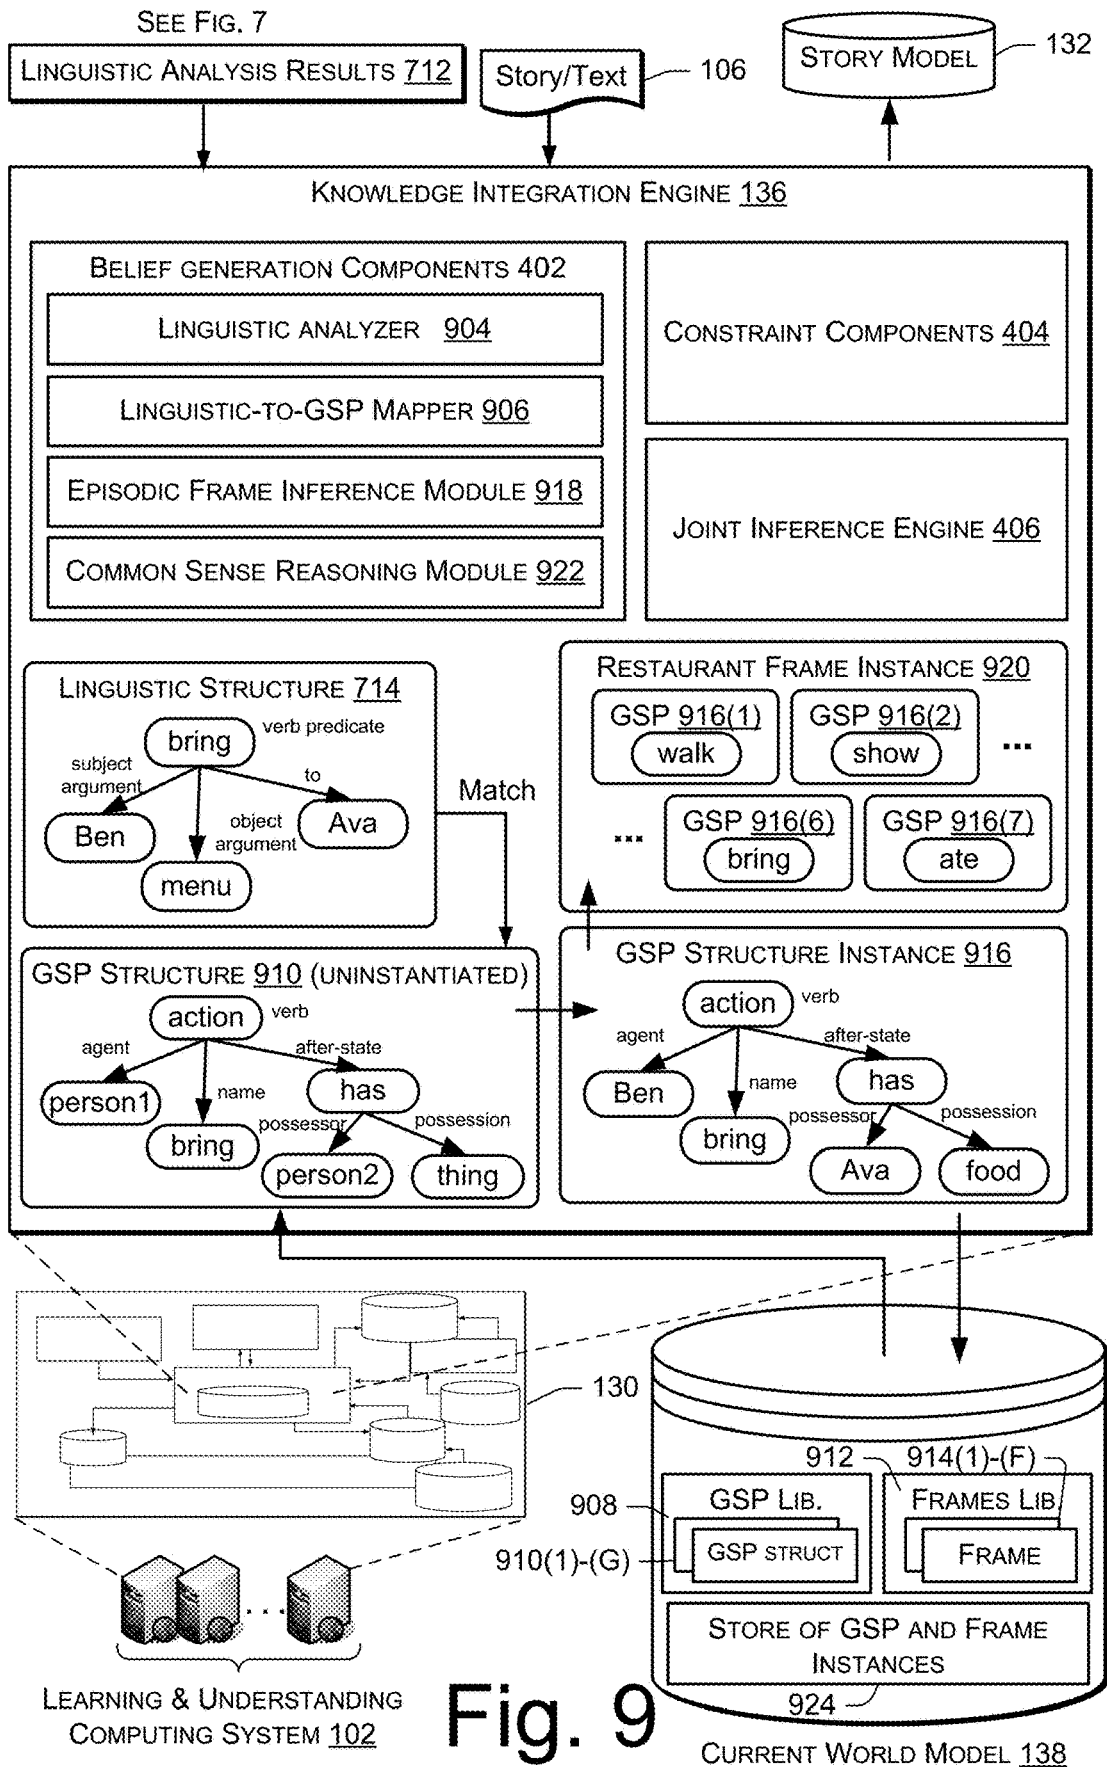 SEE FIG. 7
LINGUISTIC ANALYSIS RESULTS 712
Story/Text
106
STORY MODEL
132
KNOWLEDGE INTEGRATION ENGINE 136
BELIEF GENERATION COMPONENTS 402
LINGUISTIC ANALYZER 904
LINGUISTIC-TO-GSP MAPPER 906
EPISODIC FRAME INFERENCE MODULE 918
COMMON SENSE REASONING MODULE 922
CONSTRAINT COMPONENTS 404
JOINT INFERENCE ENGINE 406
LINGUISTIC STRUCTURE 714
bring
verb predicate
subject
argument
to
Ben
object
argument
Ava
menu
Match
RESTAURANT FRAME INSTANCE 920
GSP 916(1)
walk
GSP 916(2)
show
...
...
GSP 916(6)
bring
GSP 916(7)
ate
GSP STRUCTURE 910 (UNINSTANTIATED)
action
verb
agent
after-state
person1
name
has
bring
possessor
possession
person2
thing
GSP STRUCTURE INSTANCE 916
action
verb
agent
after-state
Ben
name
has
bring
possessor
possession
Ava
food
130
912
914(1)-(F)
908
GSP LIB.
FRAMES LIB.
910(1)-(G)
GSP STRUCT
FRAME
STORE OF GSP AND FRAME
INSTANCES
924
...
LEARNING & UNDERSTANDING
COMPUTING SYSTEM 102
Fig. 9
CURRENT WORLD MODEL 138